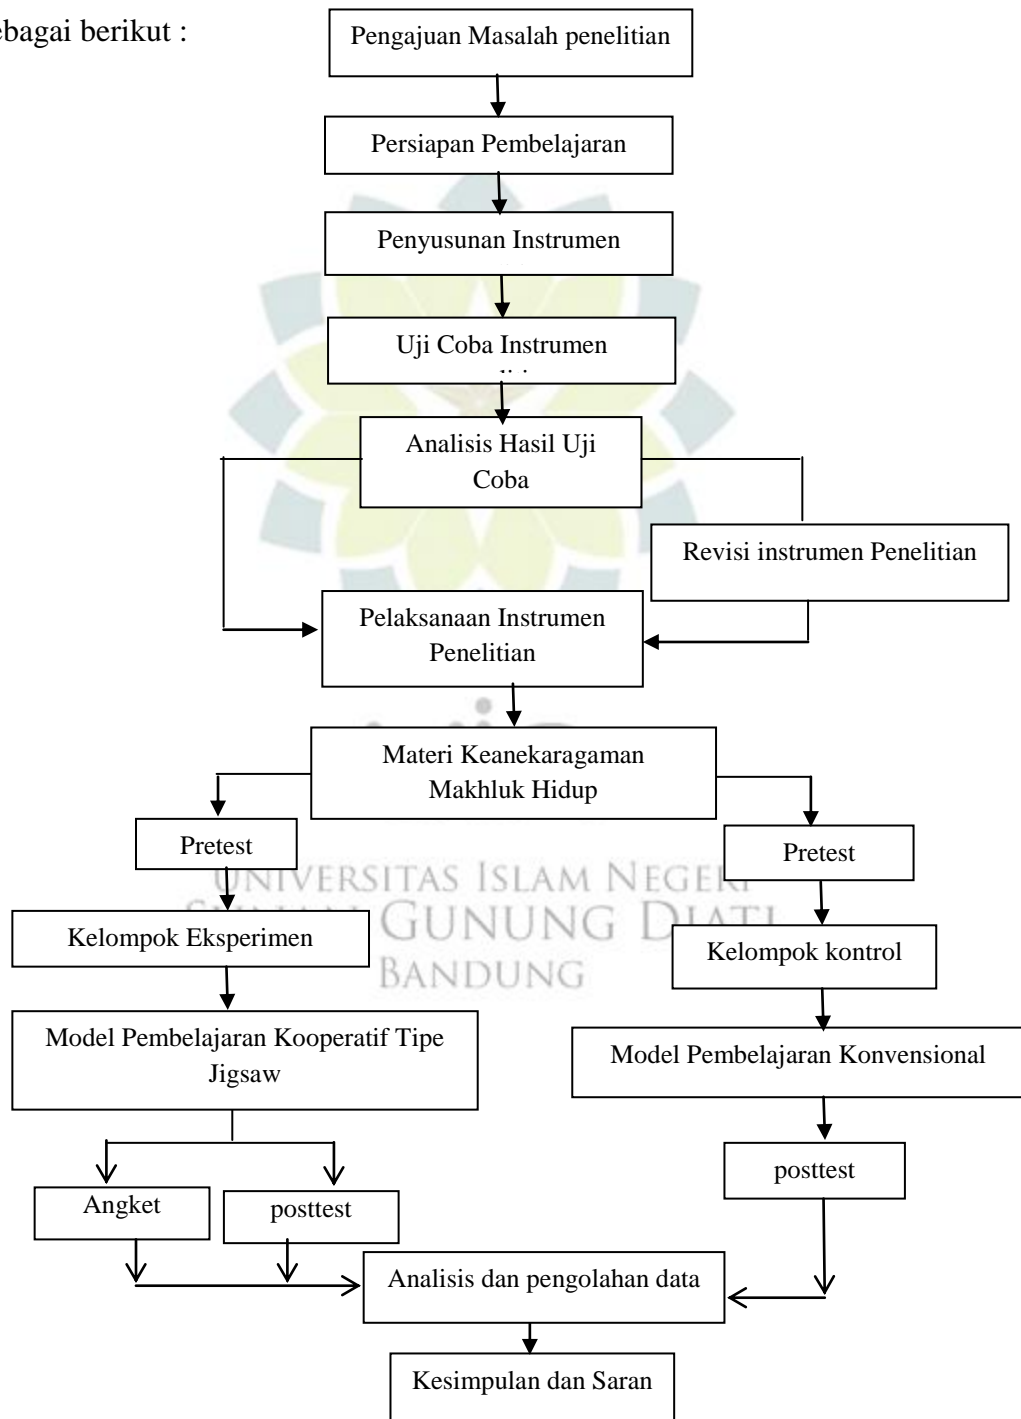 ebagai berikut :
Pengajuan Masalah penelitian
Persiapan Pembelajaran
Penyusunan Instrumen
Uji Coba Instrumen
Analisis Hasil Uji
Coba
Revisi instrumen Penelitian
Pelaksanaan Instrumen
Penelitian
Materi Keanekaragaman
Makhluk Hidup
Pretest
Pretest
UNIVERSITAS ISLAM NEGERI
GUNUNG DJATI
BANDUNG
Kelompok Eksperimen
Kelompok kontrol
Model Pembelajaran Kooperatif Tipe
Jigsaw
Model Pembelajaran Konvensional
Angket
posttest
posttest
Analisis dan pengolahan data
Kesimpulan dan Saran